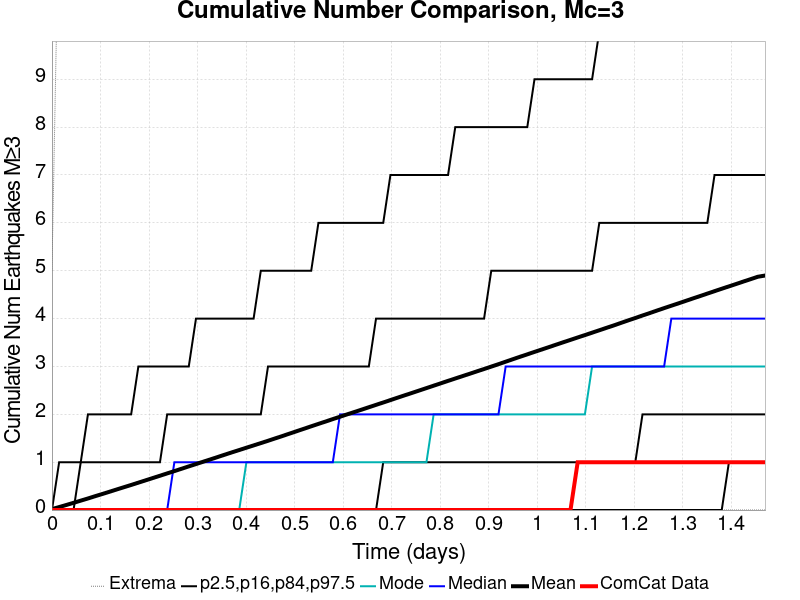 Cumulative Number Comparison, Mc=3
Cumulative Num Earthquakes M≥3
9
8
7
6
5
4
3
2
1
0
0 0.1 0.2 0.3 0.4 0.5 0.6 0.7 0.8 0.9 1 1.1 1.2 1.3 1.4
Time (days)
Extrema p2.5,p16,p84,p97.5 Mode Median Mean ComCat Data